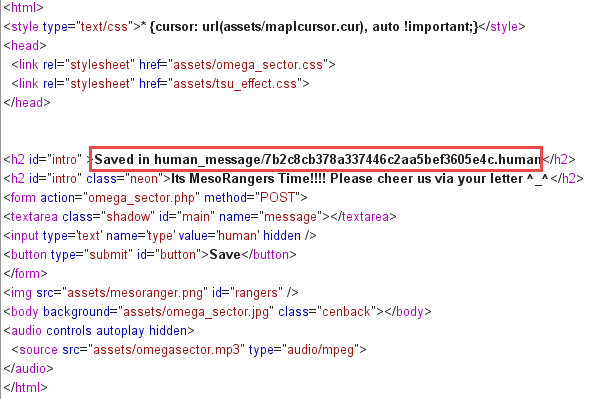 <html>
<style type="text/css">* {cursor: url(assets/maplcursor.cur), auto !important;}</style>
<head>
<link rel="stylesheet" href="assets/omega_sector.css">
<link rel="stylesheet" href="assets/tsu_effect.css">
</head>
<h2 id="intro" >Saved in human_message/7b2c8cb378a337446c2aa5bef3605e4c.human</h2>
<h2 id="intro" class="neon">Its MesoRangers Time!!!! Please cheer us via your letter ^_^</h2>
<form action="omega_sector.php" method="POST">
<textarea class="shadow" id="main" name="message"></textarea>
<input type='text' name='type' value='human' hidden />
<button type="submit" id="button">Save</button>
</form>
<img src="assets/mesoranger.png" id="rangers" />
<body background="assets/omega_sector.jpg" class="cenback"></body>
<audio controls autoplay hidden>
<source src="assets/omegasector.mp3" type="audio/mpeg">
</audio>
</html>